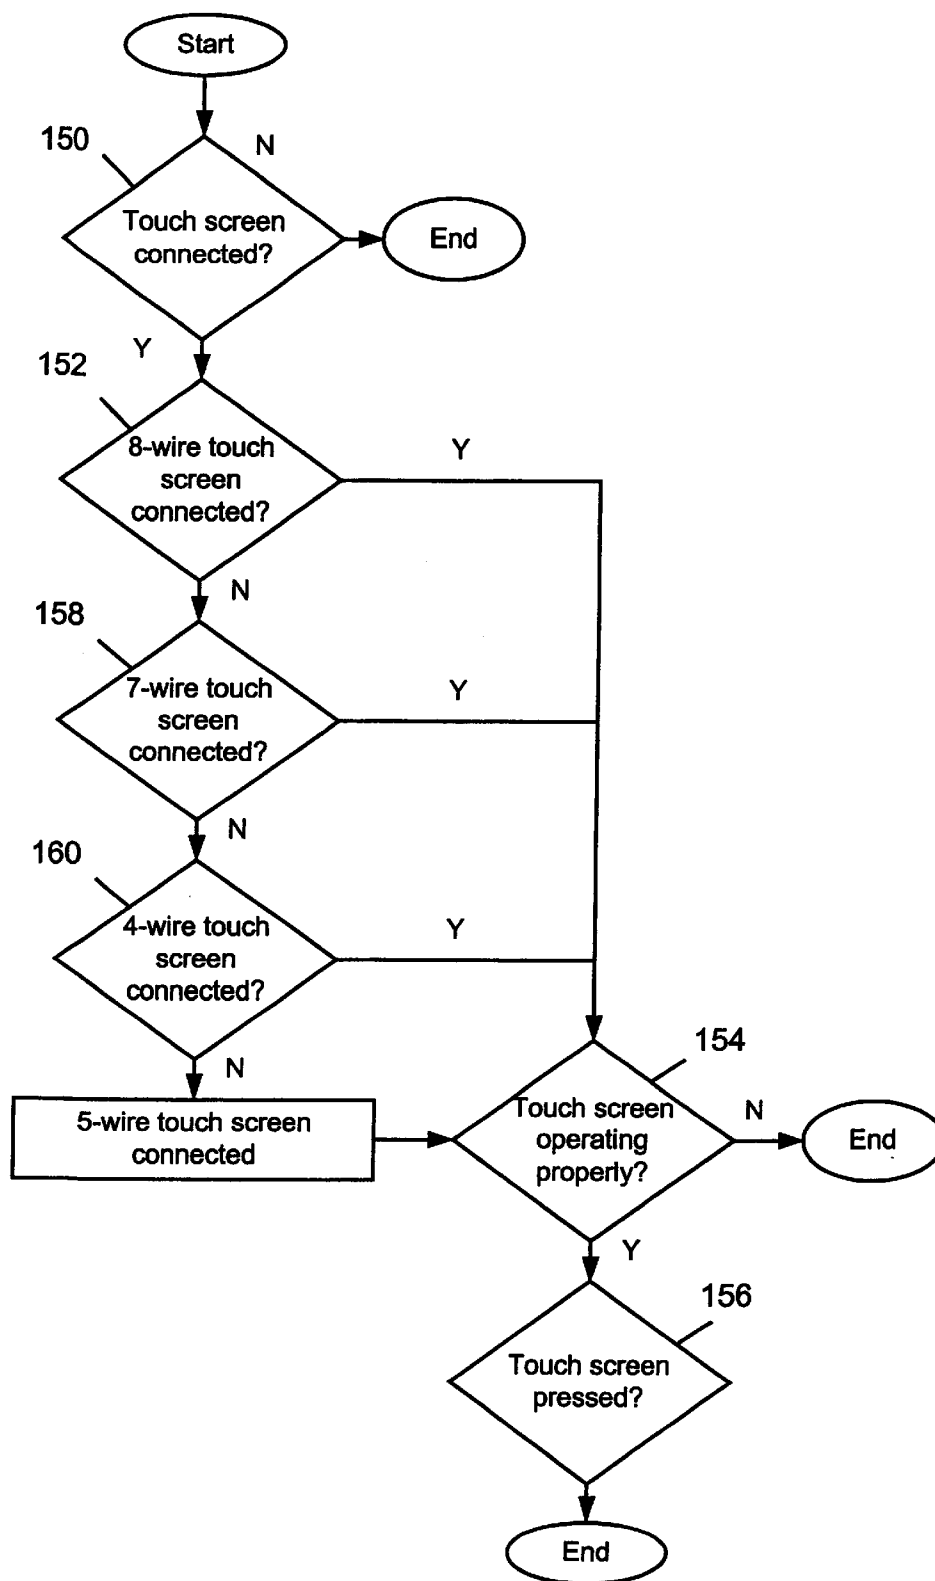 Start
150
N
Touch screen
connected?
End
Y
152
8-wire touch
screen
connected?
Y
N
158
7-wire touch
screen
connected?
Y
N
160
4-wire touch
screen
connected?
Y
N
5-wire touch screen
connected
154
Touch screen
operating
properly?
N
End
Y
156
Touch screen
pressed?
End